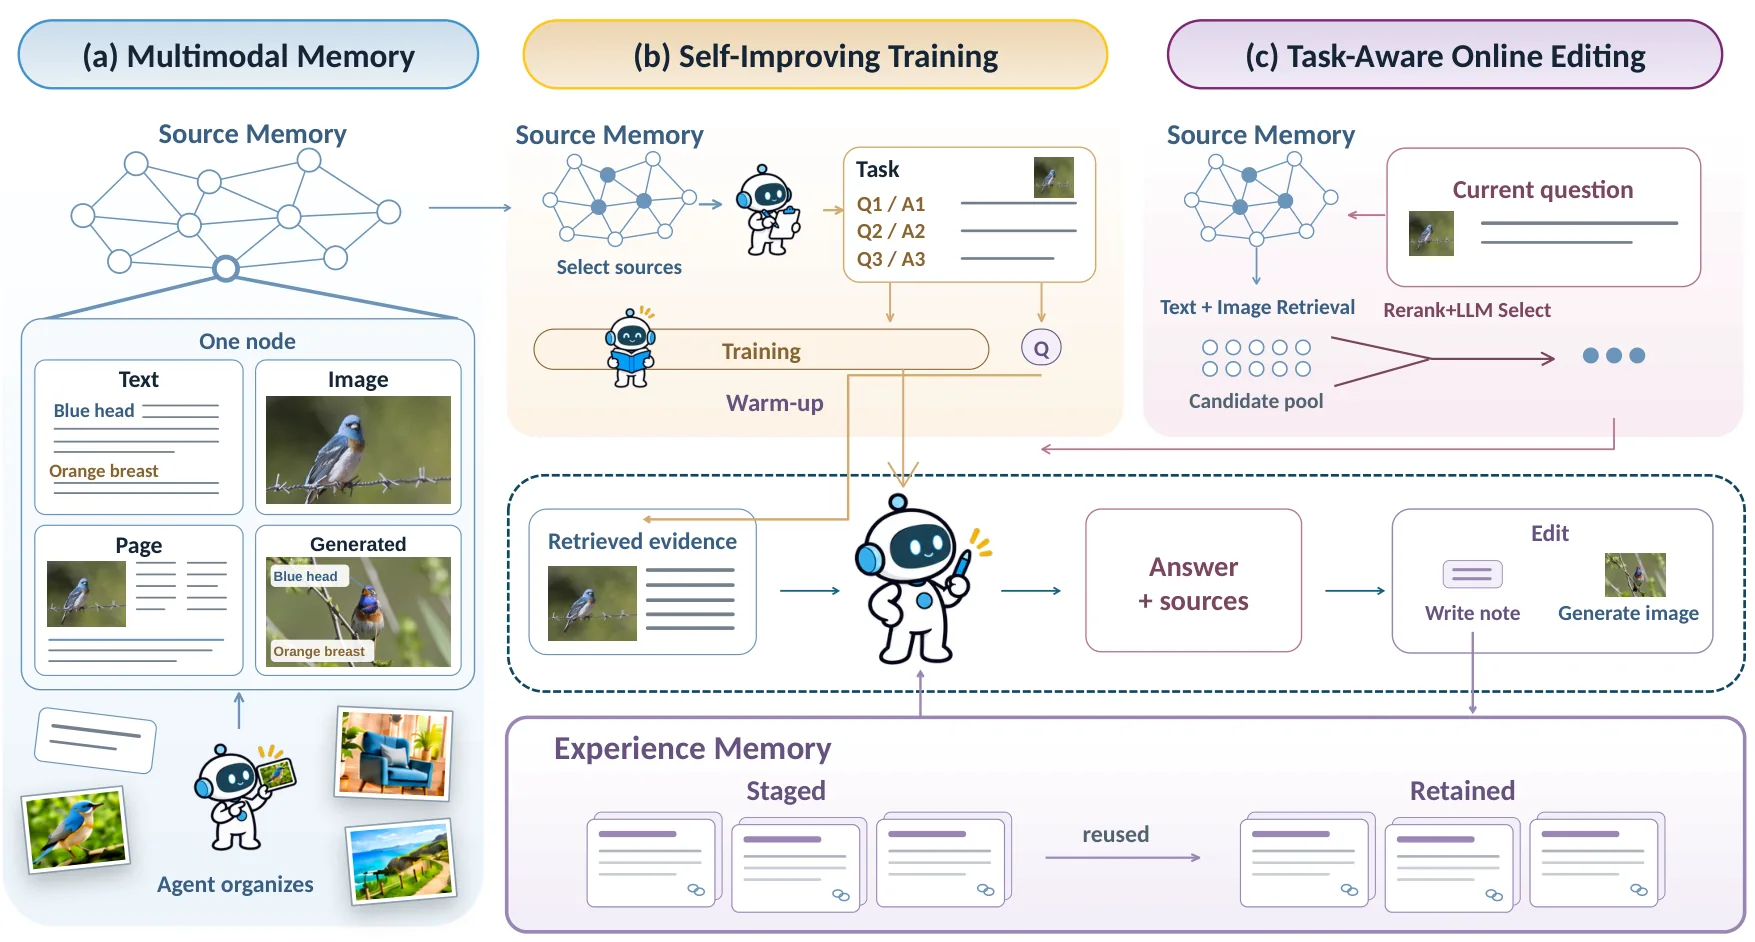 (a) Multimodal Memory
Source Memory
One node
Text
Blue head
Orange breast
Image
Page
Generated
Blue head
Orange breast
Agent organizes
(b) Self-Improving Training
Source Memory
Select sources
Task
Q1 / A1
Q2 / A2
Q3 / A3
Training
Q
Warm-up
(c) Task-Aware Online Editing
Source Memory
Current question
Text + Image Retrieval
Rerank+LLM Select
Candidate pool
Retrieved evidence
Answer
+ sources
Edit
Write note
Generate image
Experience Memory
Staged
reused
Retained